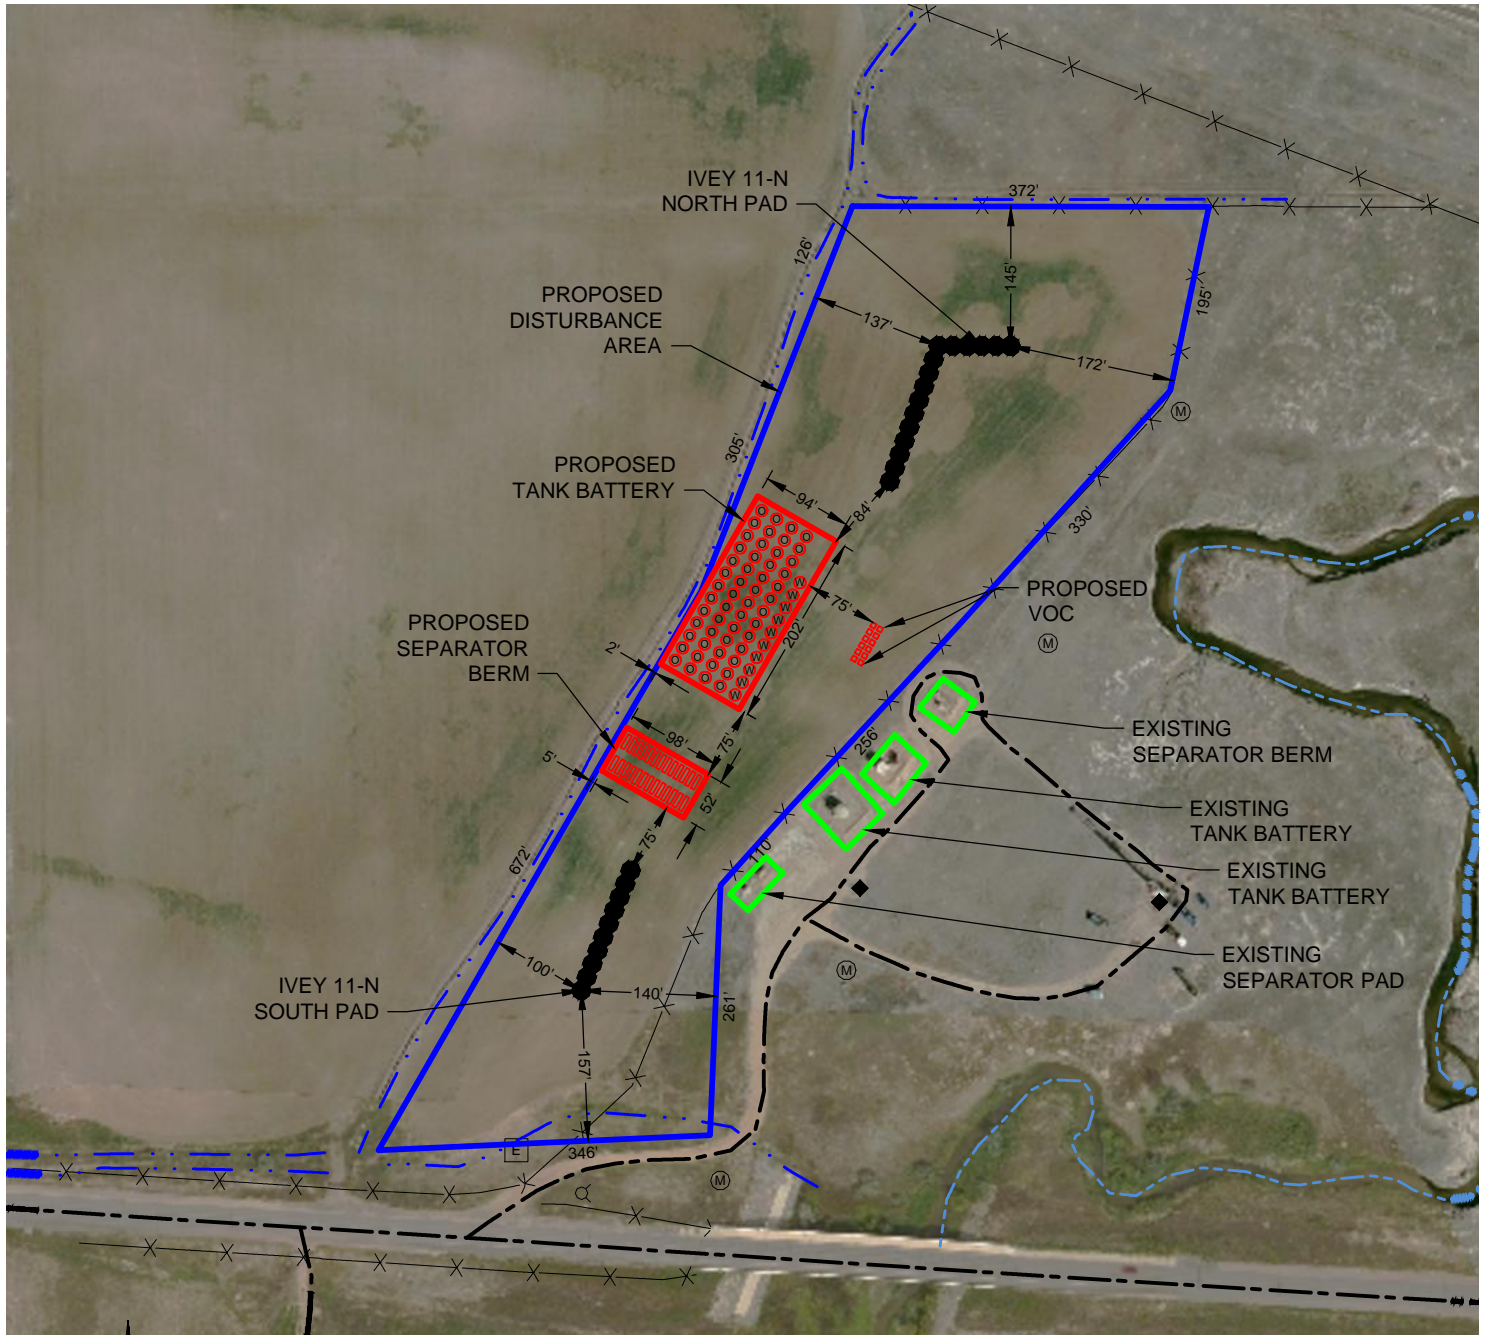 IVEY 11-N
NORTH PAD
372'
126'
145'
195'
PROPOSED
DISTURBANCE
AREA
137'
172'
M
305'
PROPOSED
TANK BATTERY
94'
84'
330'
PROPOSED
VOC
75'
202'
M
PROPOSED
SEPARATOR
BERM
2'
98'
75'
5'
52'
75'
256'
EXISTING
SEPARATOR BERM
EXISTING
TANK BATTERY
EXISTING
TANK BATTERY
EXISTING
SEPARATOR PAD
110'
672'
100'
140'
261'
M
IVEY 11-N
SOUTH PAD
157'
E
346'
M